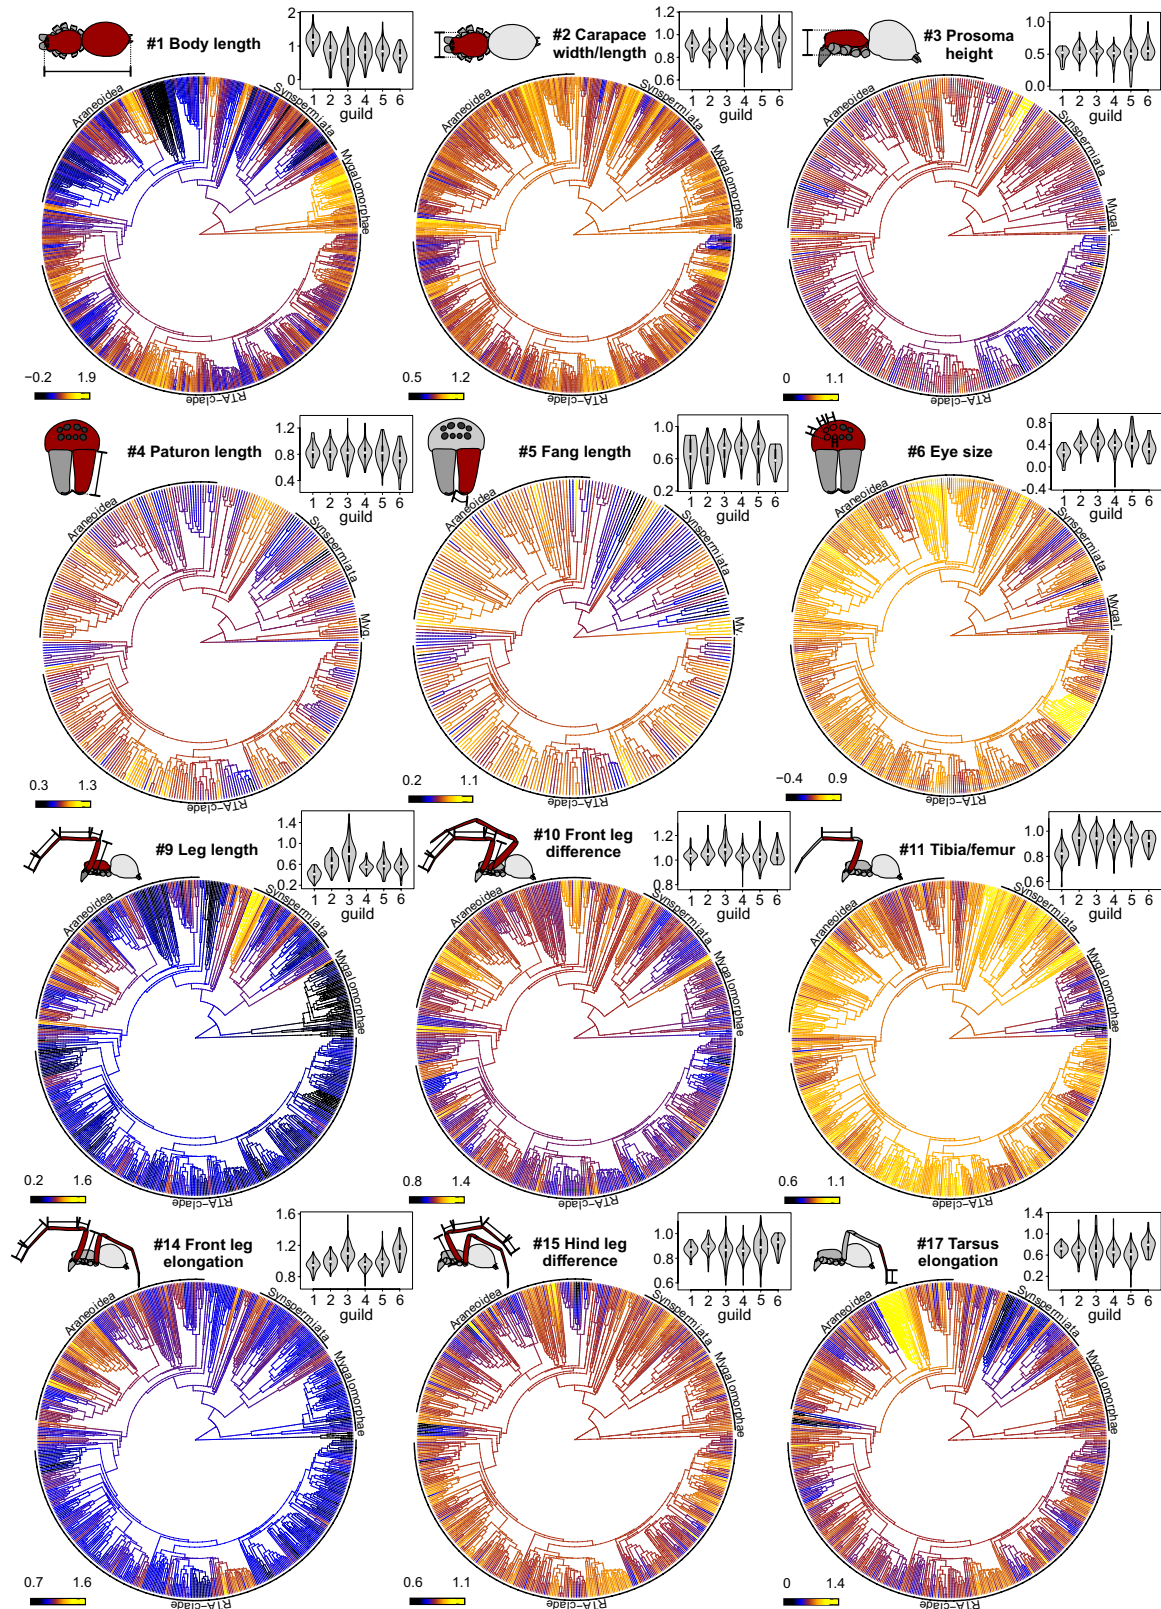 #1 Body length
2
1
0
1 2 3 4 5 6
guild
Araneoidea
Synspermiata
Mygalomorphae
RTA-clade
−0.2 1.9
#2 Carapace
width/length
1.2
1.0
0.8
0.6
1 2 3 4 5 6
guild
Araneoidea
Synspermiata
Mygalomorphae
RTA-clade
0.5 1.2
#3 Prosoma
height
1.0
0.5
0.0
1 2 3 4 5 6
guild
Araneoidea
Synspermiata
Mygal.
RTA-clade
0 1.1
#4 Paturon length
1.2
0.8
0.4
1 2 3 4 5 6
guild
Araneoidea
Synspermiata
Myg.
RTA-clade
0.3 1.3
#5 Fang length
1.0
0.6
0.2
1 2 3 4 5 6
guild
Araneoidea
Synspermiata
My.
RTA-clade
0.2 1.1
#6 Eye size
0.8
0.4
0.0
−0.4
1 2 3 4 5 6
guild
Araneoidea
Synspermiata
Mygal.
RTA-clade
−0.4 0.9
#9 Leg length
1.4
1.0
0.6
0.2
1 2 3 4 5 6
guild
Araneoidea
Synspermiata
Mygalomorphae
RTA-clade
0.2 1.6
#10 Front leg
difference
1.2
1.0
0.8
1 2 3 4 5 6
guild
Araneoidea
Synspermiata
Mygalomorphae
RTA-clade
0.8 1.4
#11 Tibia/femur
1.0
0.8
0.6
1 2 3 4 5 6
guild
Araneoidea
Synspermiata
Mygalomorphae
RTA-clade
0.6 1.1
#14 Front leg
elongation
1.6
1.2
0.8
1 2 3 4 5 6
guild
Araneoidea
Synspermiata
Mygalomorphae
RTA-clade
0.7 1.6
#15 Hind leg
difference
1.0
0.8
0.6
1 2 3 4 5 6
guild
Araneoidea
Synspermiata
Mygalomorphae
RTA-clade
0.6 1.1
#17 Tarsus
elongation
1.4
1.0
0.6
0.2
1 2 3 4 5 6
guild
Araneoidea
Synspermiata
Mygalomorphae
RTA-clade
0 1.4